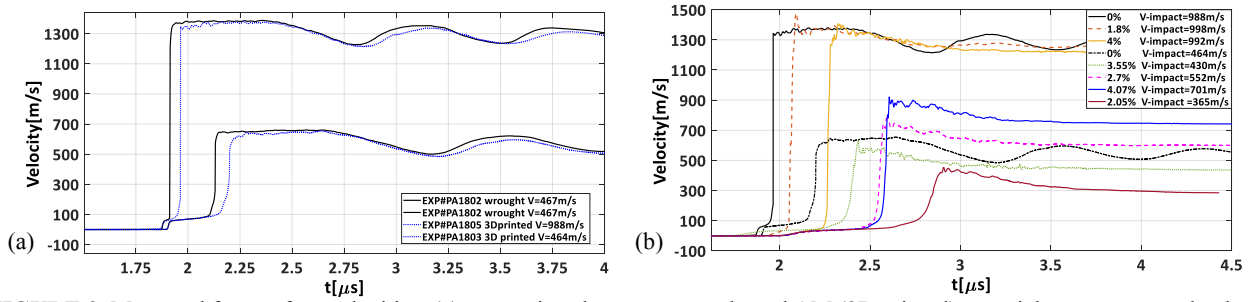 1300
1100
900
700
500
300
100
-100
Velocity[m/s]
EXP#PA1802 wrought V=467m/s
EXP#PA1802 wrought V=467m/s
EXP#PA1805 3Dprinted V=988m/s
EXP#PA1803 3D printed V=464m/s
(a)
1.75 2 2.25 2.5 2.75 3 3.25 3.5 3.75 4
t[μs]
1500
1300
1100
900
700
500
300
100
-100
Velocity[m/s]
0% V-impact=988m/s
1.8% V-impact=998m/s
4% V-impact=992m/s
0% V-impact=464m/s
3.55% V-impact=430m/s
2.7% V-impact=552m/s
4.07% V-impact=701m/s
2.05% V-impact =365m/s
(b)
2 2.5 3 3.5 4 4.5
t[μs]